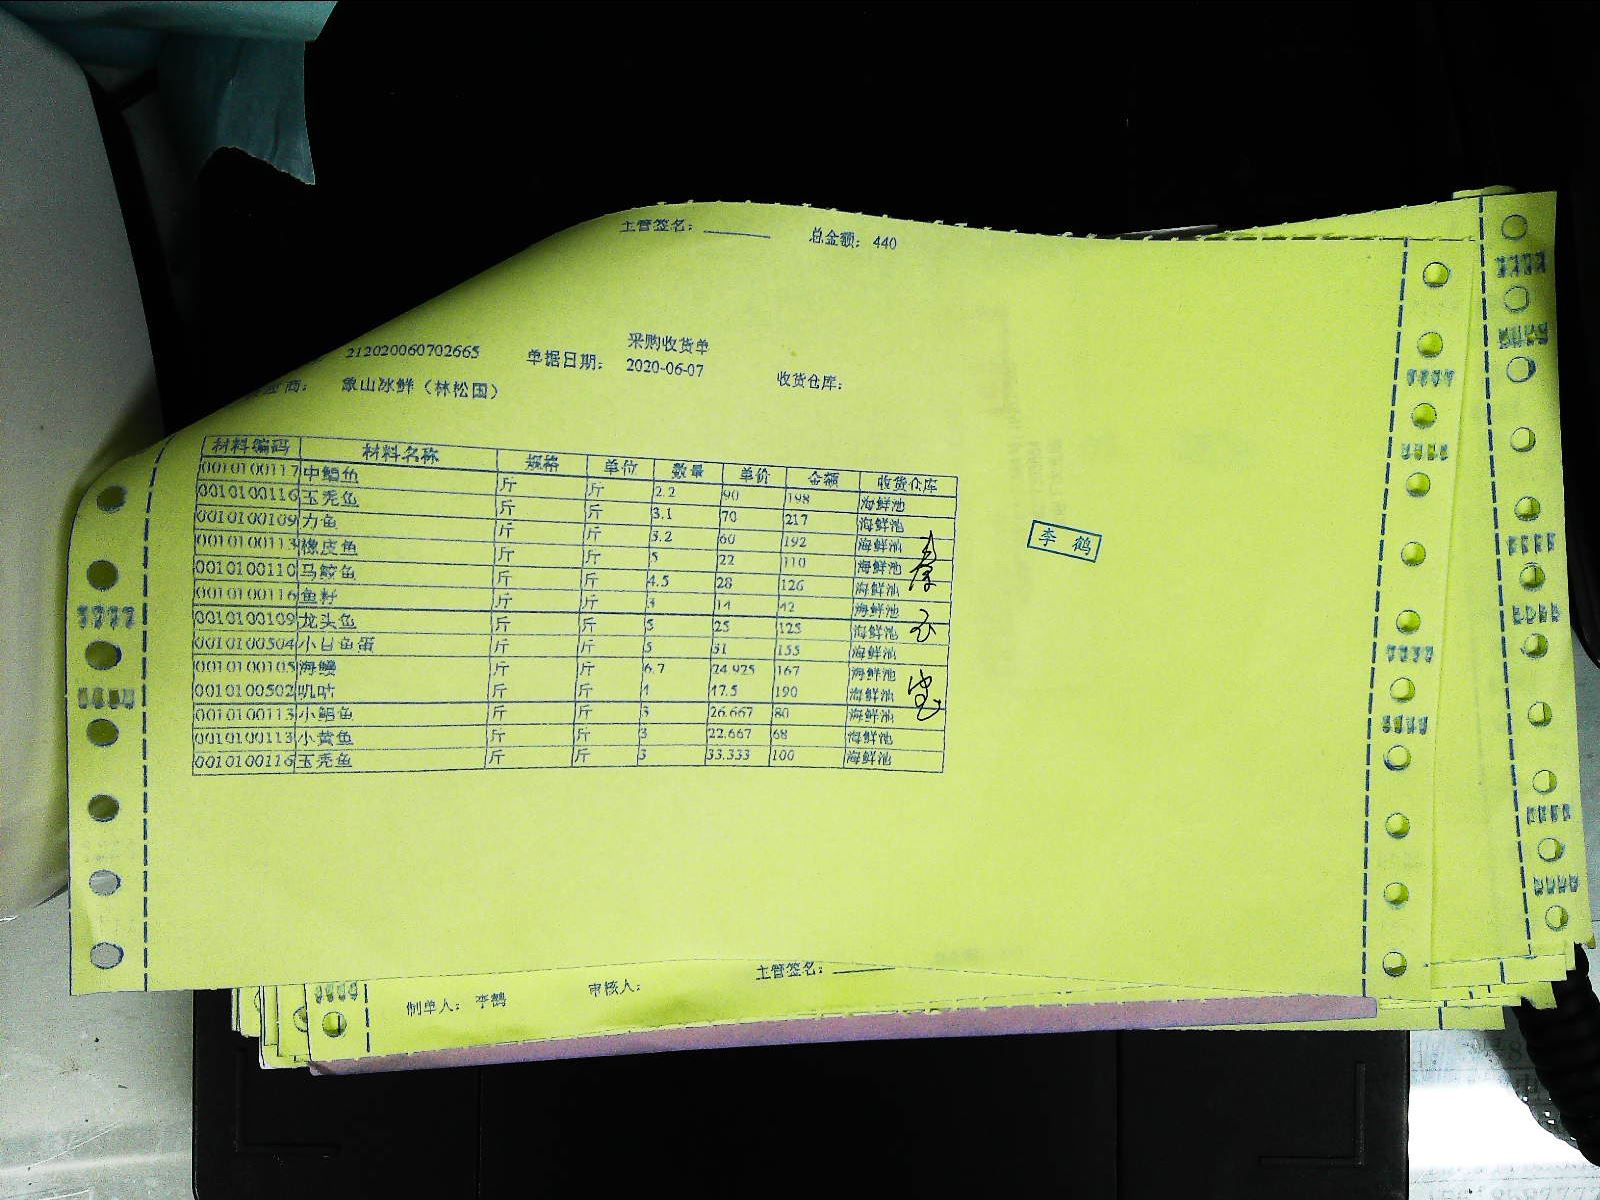 主管签名： 总金额： 440
采购收货单
212020060702665 单据日期： 2020-06-07 收货仓库：
应商： 象山冰鲜（林松国）
材料编码 材料名称 规格 单位 数量 单价 金额 收货仓库
0010100117 中鲳鱼 斤 斤 2.2 90 198 海鲜池
0010100116 玉秃鱼 斤 斤 3.1 70 217 海鲜池
0010100109 力鱼 斤 斤 3.2 60 192 海鲜池
0010100113 橡皮鱼 斤 斤 5 22 110 海鲜池
0010100110 马鲛鱼 斤 斤 4.5 28 126 海鲜池
0010100116 鱼籽 斤 斤 3 14 42 海鲜池
0010100109 龙头鱼 斤 斤 5 25 125 海鲜池
0010100504 小目鱼蛋 斤 斤 5 31 155 海鲜池
0010100105 海鳗 斤 斤 6.7 24.925 167 海鲜池
0010100502 叽咕 斤 斤 4 47.5 190 海鲜池
0010100113 小鲳鱼 斤 斤 3 26.667 80 海鲜池
0010100113 小黄鱼 斤 斤 3 22.667 68 海鲜池
0010100116 玉秃鱼 斤 斤 3 33.333 100 海鲜池
李鹤
主管签名：
制单人： 李鹤 审核人：